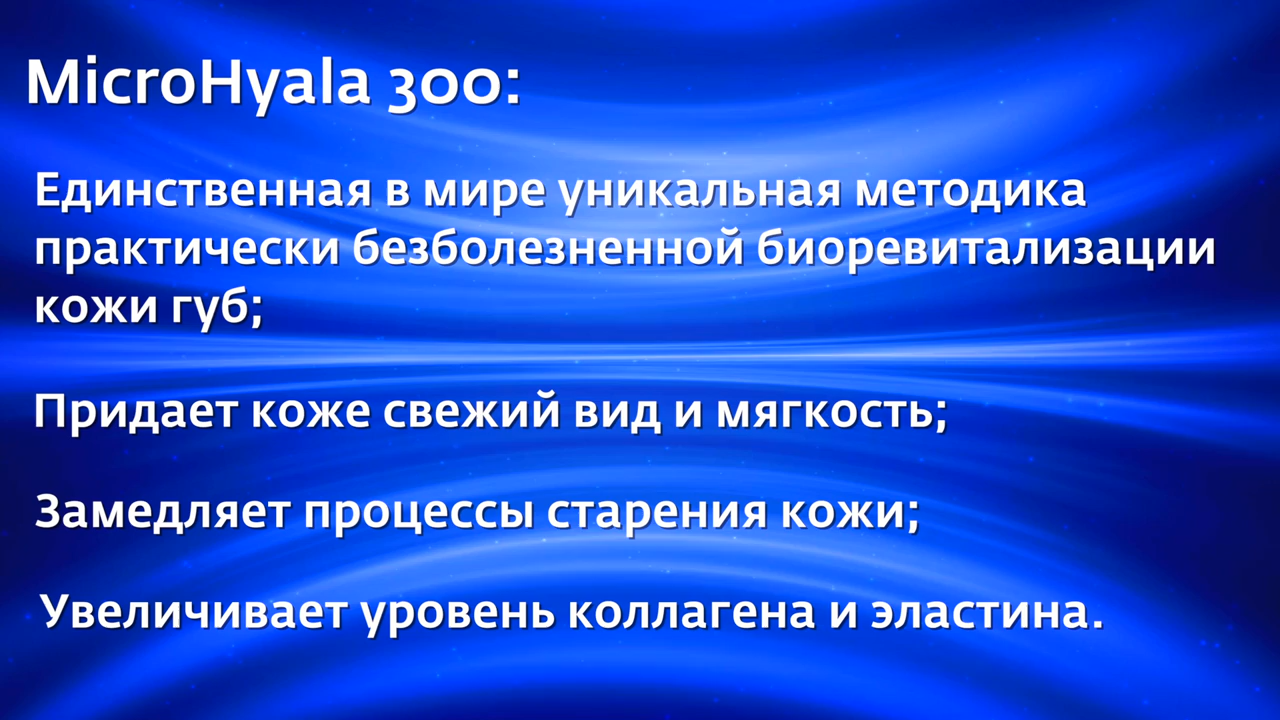 MicroHyala 300:
Единственная в мире уникальная методика
практически безболезненной биоревитализации
кожи губ;
Придает коже свежий вид и мягкость;
Замедляет процессы старения кожи;
Увеличивает уровень коллагена и эластина.